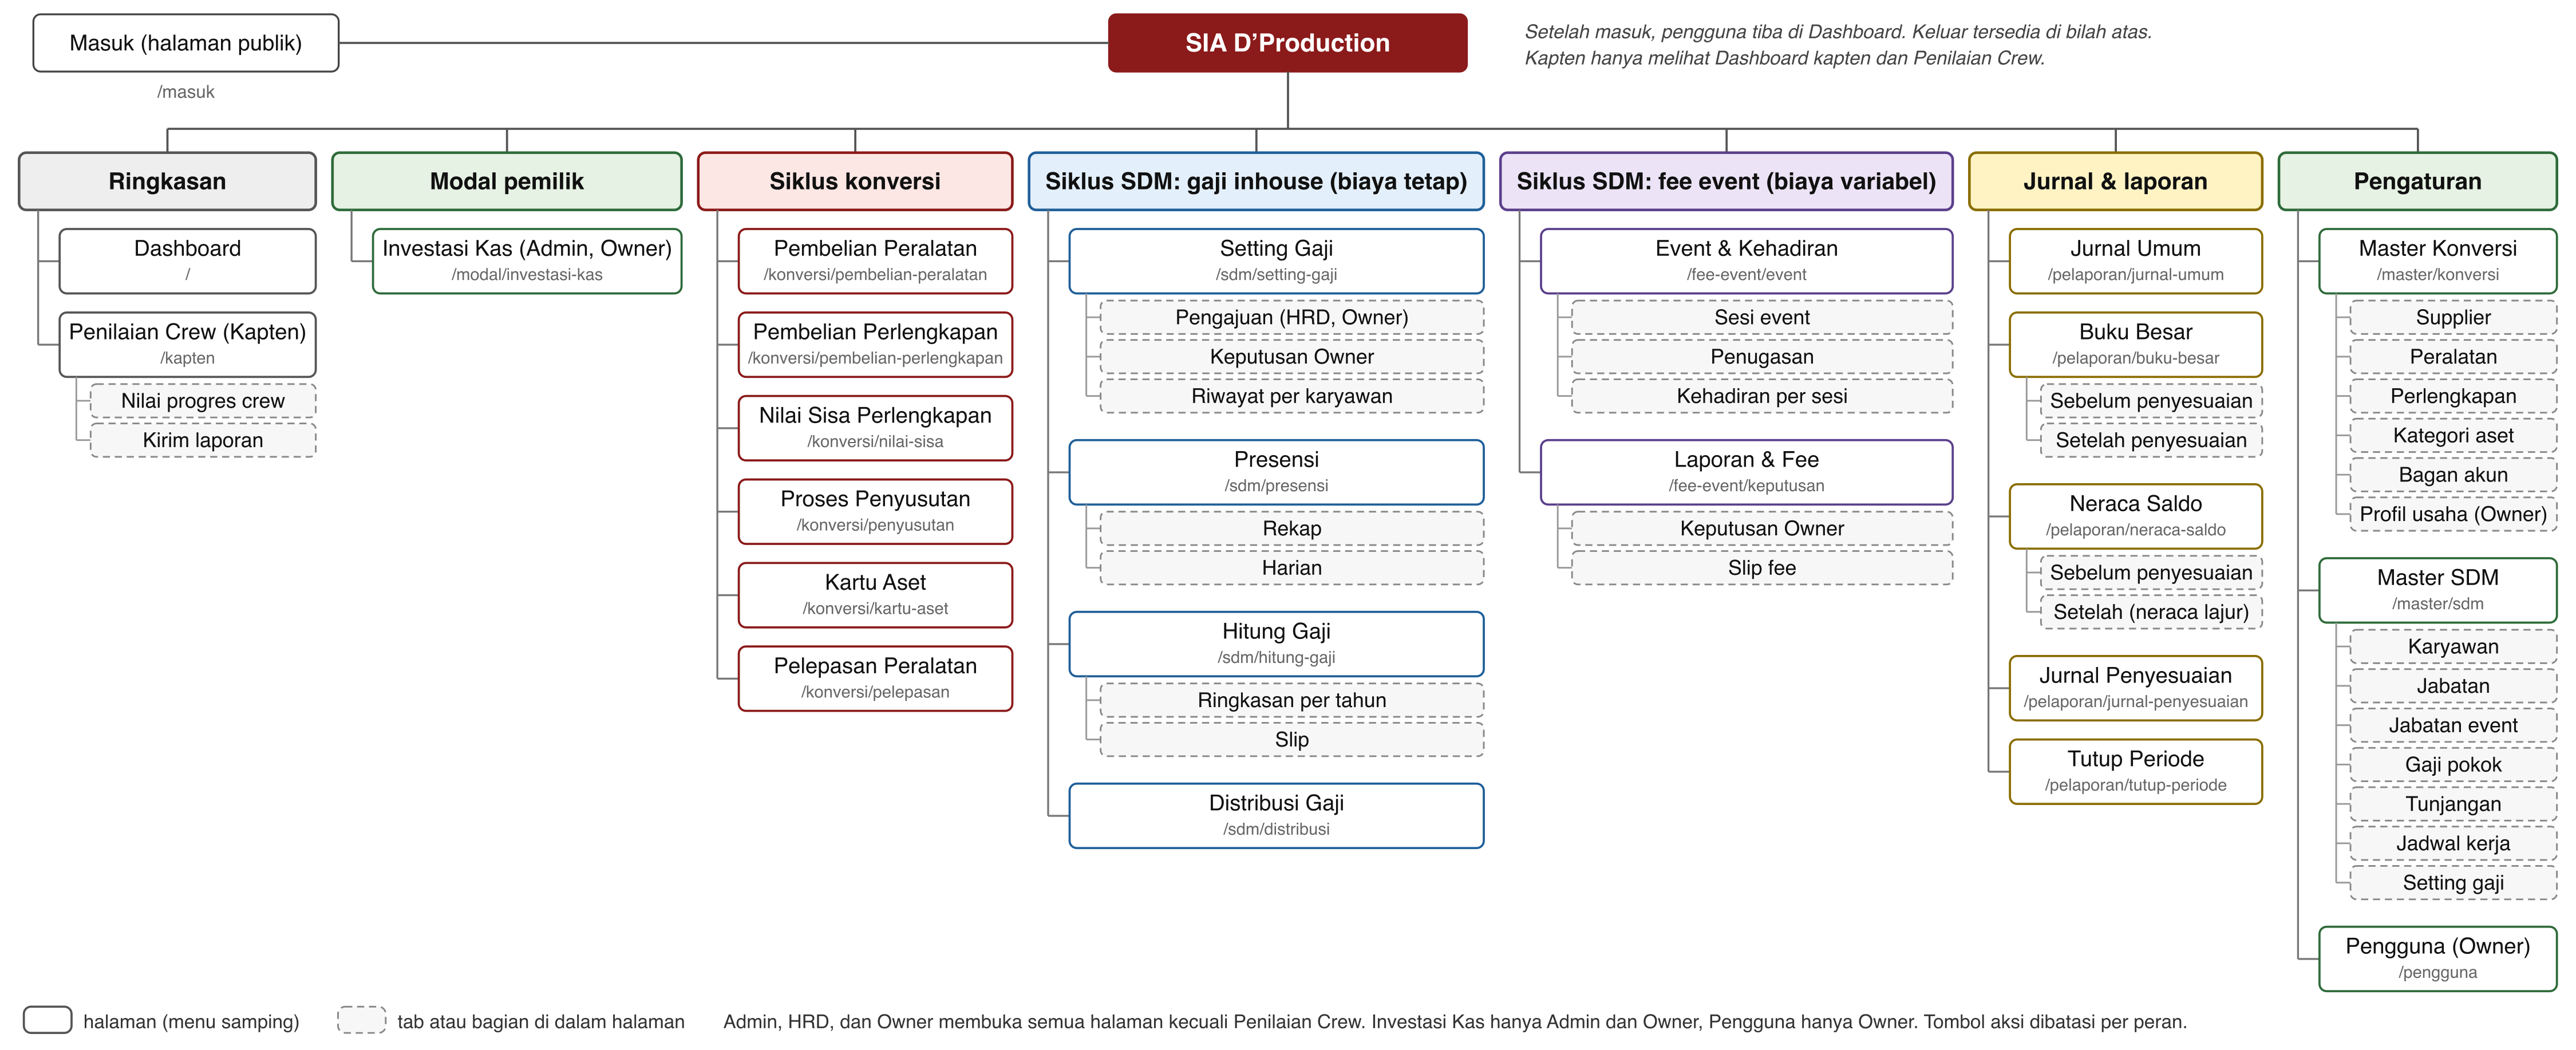 Masuk (halaman publik)
/masuk
SIA D’Production
Setelah masuk, pengguna tiba di Dashboard. Keluar tersedia di bilah atas.
Kapten hanya melihat Dashboard kapten dan Penilaian Crew.
Ringkasan
Dashboard
/
Penilaian Crew (Kapten)
/kapten
Nilai progres crew
Kirim laporan
Modal pemilik
Investasi Kas (Admin, Owner)
/modal/investasi-kas
Siklus konversi
Pembelian Peralatan
/konversi/pembelian-peralatan
Pembelian Perlengkapan
/konversi/pembelian-perlengkapan
Nilai Sisa Perlengkapan
/konversi/nilai-sisa
Proses Penyusutan
/konversi/penyusutan
Kartu Aset
/konversi/kartu-aset
Pelepasan Peralatan
/konversi/pelepasan
Siklus SDM: gaji inhouse (biaya tetap)
Setting Gaji
/sdm/setting-gaji
Pengajuan (HRD, Owner)
Keputusan Owner
Riwayat per karyawan
Presensi
/sdm/presensi
Rekap
Harian
Hitung Gaji
/sdm/hitung-gaji
Ringkasan per tahun
Slip
Distribusi Gaji
/sdm/distribusi
Siklus SDM: fee event (biaya variabel)
Event & Kehadiran
/fee-event/event
Sesi event
Penugasan
Kehadiran per sesi
Laporan & Fee
/fee-event/keputusan
Keputusan Owner
Slip fee
Jurnal & laporan
Jurnal Umum
/pelaporan/jurnal-umum
Buku Besar
/pelaporan/buku-besar
Sebelum penyesuaian
Setelah penyesuaian
Neraca Saldo
/pelaporan/neraca-saldo
Sebelum penyesuaian
Setelah (neraca lajur)
Jurnal Penyesuaian
/pelaporan/jurnal-penyesuaian
Tutup Periode
/pelaporan/tutup-periode
Pengaturan
Master Konversi
/master/konversi
Supplier
Peralatan
Perlengkapan
Kategori aset
Bagan akun
Profil usaha (Owner)
Master SDM
/master/sdm
Karyawan
Jabatan
Jabatan event
Gaji pokok
Tunjangan
Jadwal kerja
Setting gaji
Pengguna (Owner)
/pengguna
halaman (menu samping)
tab atau bagian di dalam halaman
Admin, HRD, dan Owner membuka semua halaman kecuali Penilaian Crew. Investasi Kas hanya Admin dan Owner, Pengguna hanya Owner. Tombol aksi dibatasi per peran.